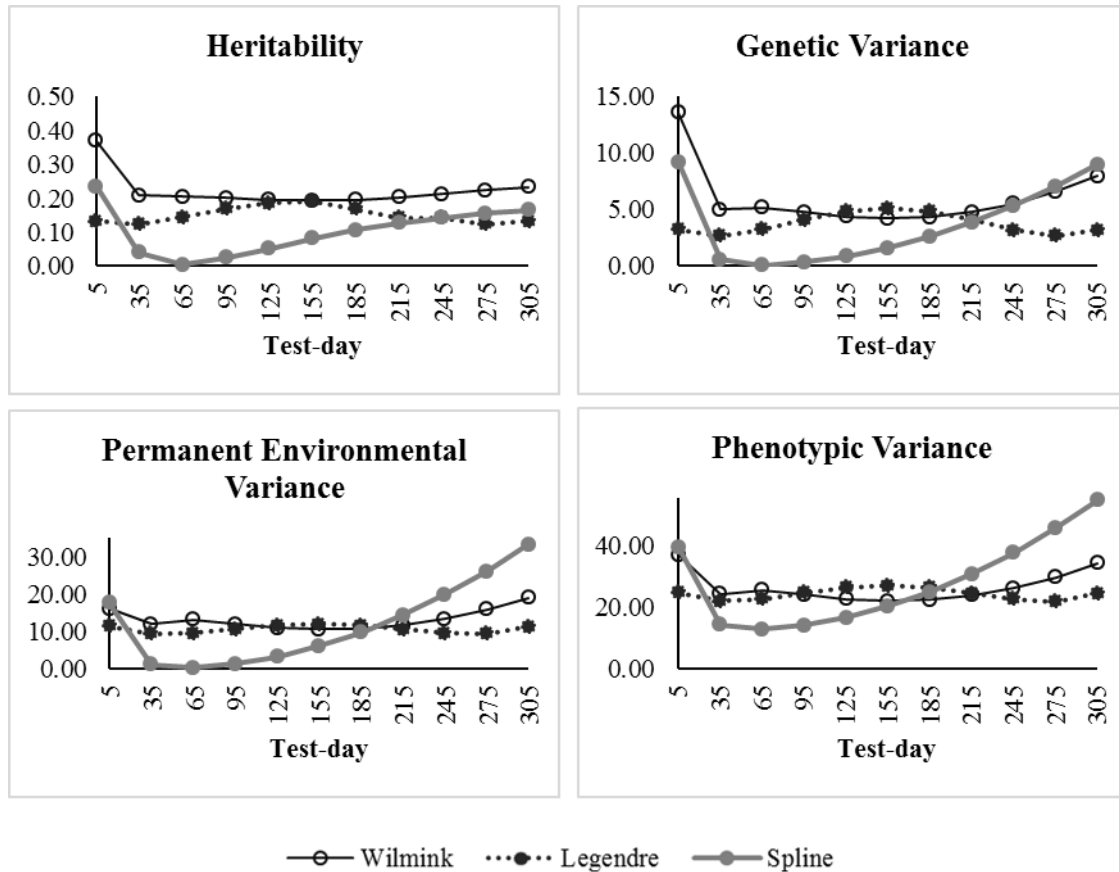 Heritability
0.50
0.40
0.30
0.20
0.10
0.00
5 35 65 95 125 155 185 215 245 275 305
Test-day
Genetic Variance
15.00
10.00
5.00
0.00
5 35 65 95 125 155 185 215 245 275 305
Test-day
Permanent Environmental
Variance
30.00
20.00
10.00
0.00
5 35 65 95 125 155 185 215 245 275 305
Test-day
Phenotypic Variance
40.00
20.00
0.00
5 35 65 95 125 155 185 215 245 275 305
Test-day
Wilmink Legendre Spline